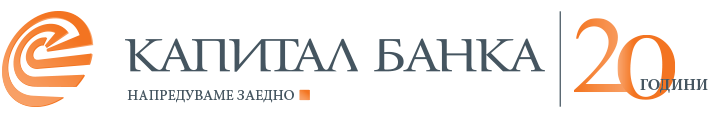 КАПИТАЛ БАНКА
НАПРЕДУВАМЕ ЗАЕДНО
20 ГОДИНИ